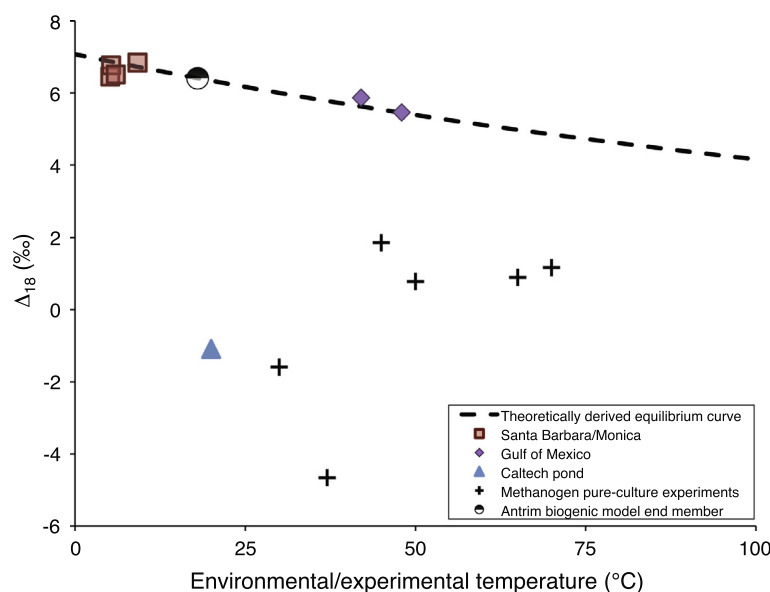 8
6
4
2
0
-2
-4
-6
Δ18 (‰)
0
25
50
75
100
Environmental/experimental temperature (°C)
Theoretically derived equilibrium curve
Santa Barbara/Monica
Gulf of Mexico
Caltech pond
Methanogen pure-culture experiments
Antrim biogenic model end member